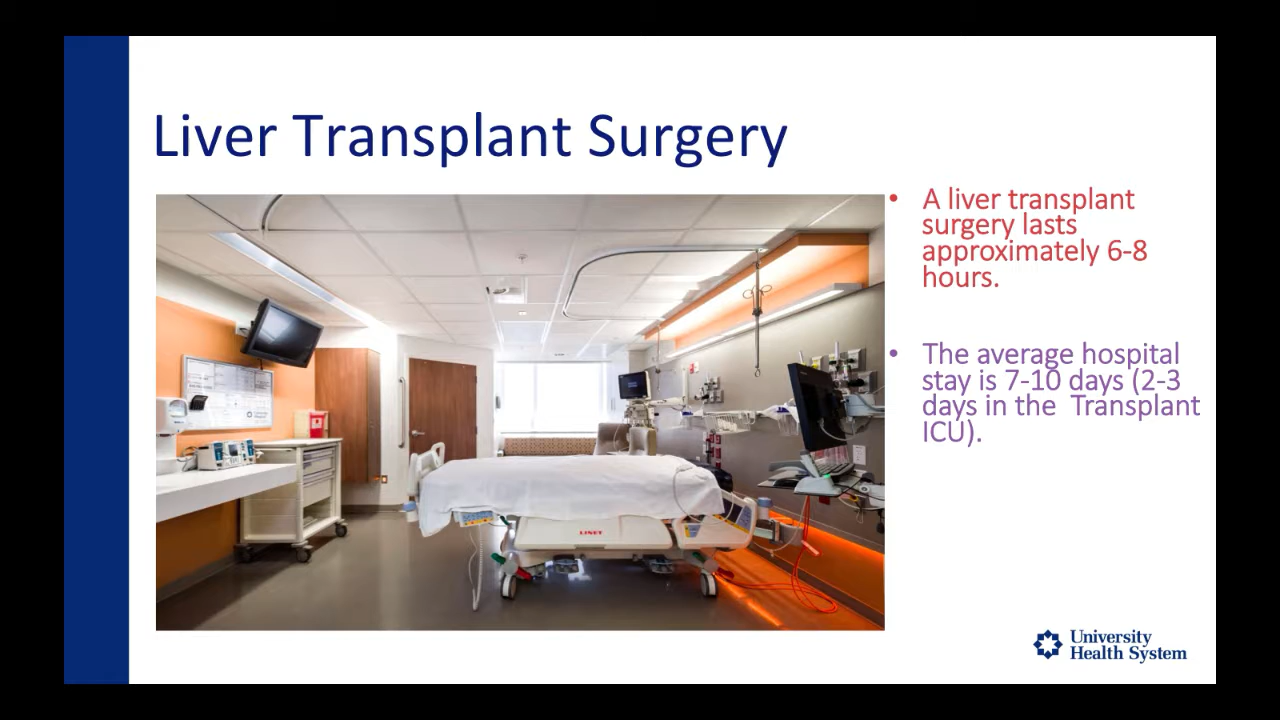 Liver Transplant Surgery
• A liver transplant
surgery lasts
approximately 6-8
hours.
• The average hospital
stay is 7-10 days (2-3
days in the  Transplant
ICU).
LINET
University
Health System